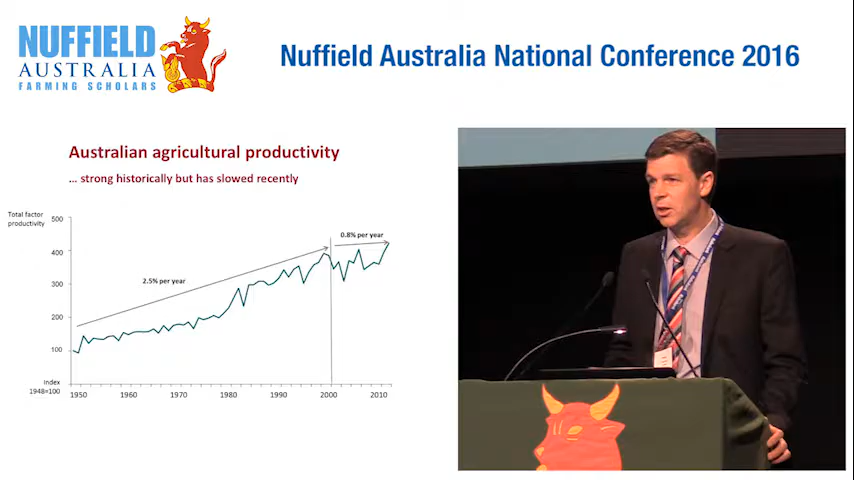 NUFFIELD
AUSTRALIA
FARMING SCHOLARS
Nuffield Australia National Conference 2016
Australian agricultural productivity
... strong historically but has slowed recently
Total factor
productivity
500
400
300
200
100
Index
1948=100
2.5% per year
0.8% per year
1950
1960
1970
1980
1990
2000
2010